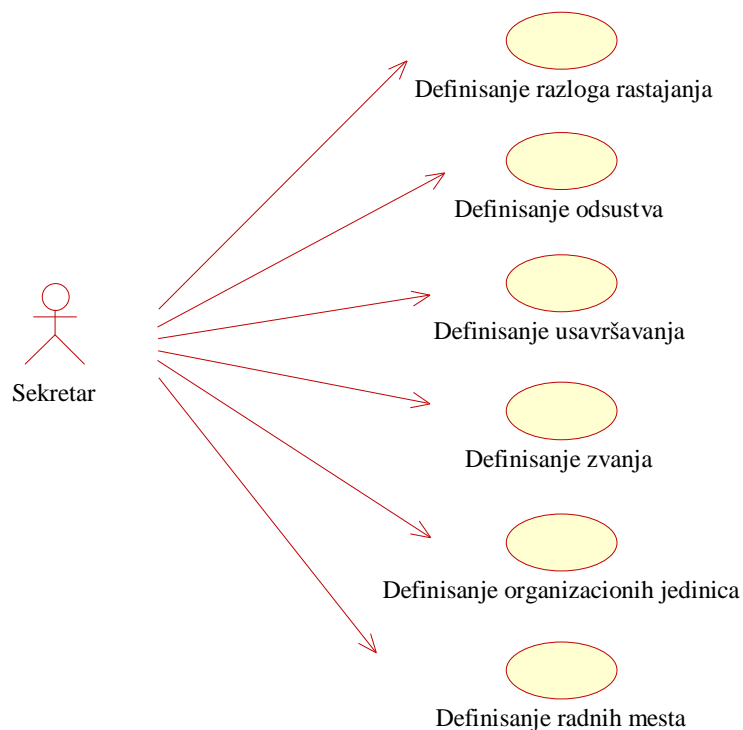 Definisanje razloga rastajanja
Definisanje odsustva
Definisanje usavršavanja
Sekretar
Definisanje zvanja
Definisanje organizacionih jedinica
Definisanje radnih mesta